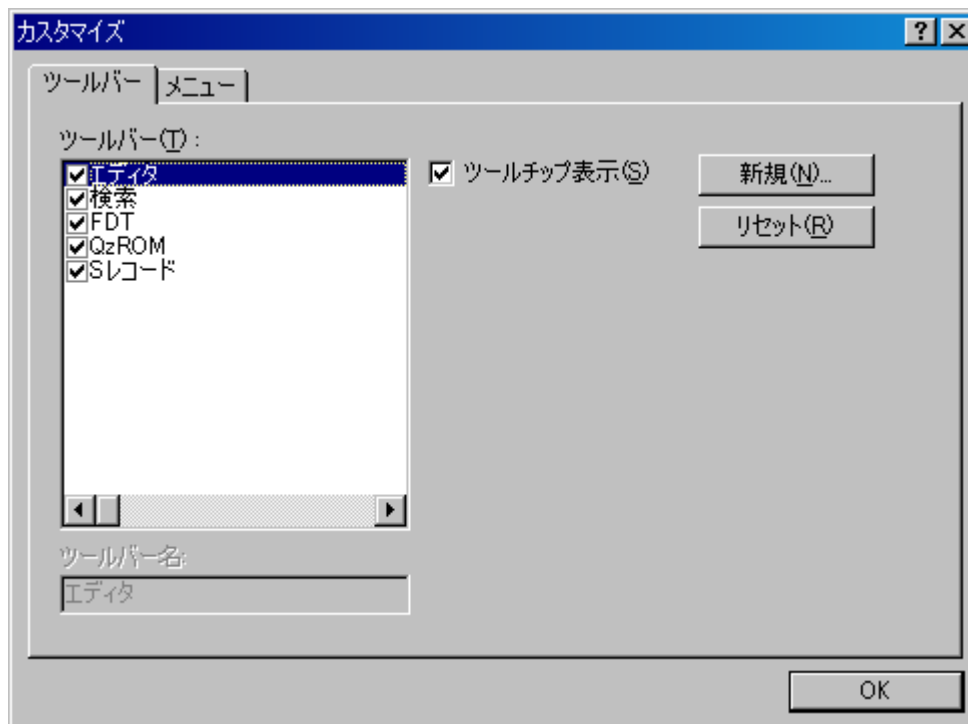 カスタマイズ
ツールバー メニュー
ツールバー(T):
エディタ
検索
FDT
QzROM
Sレコード
ツールチップ表示(S)
新規(N)...
リセット(R)
ツールバー名:
エディタ
OK